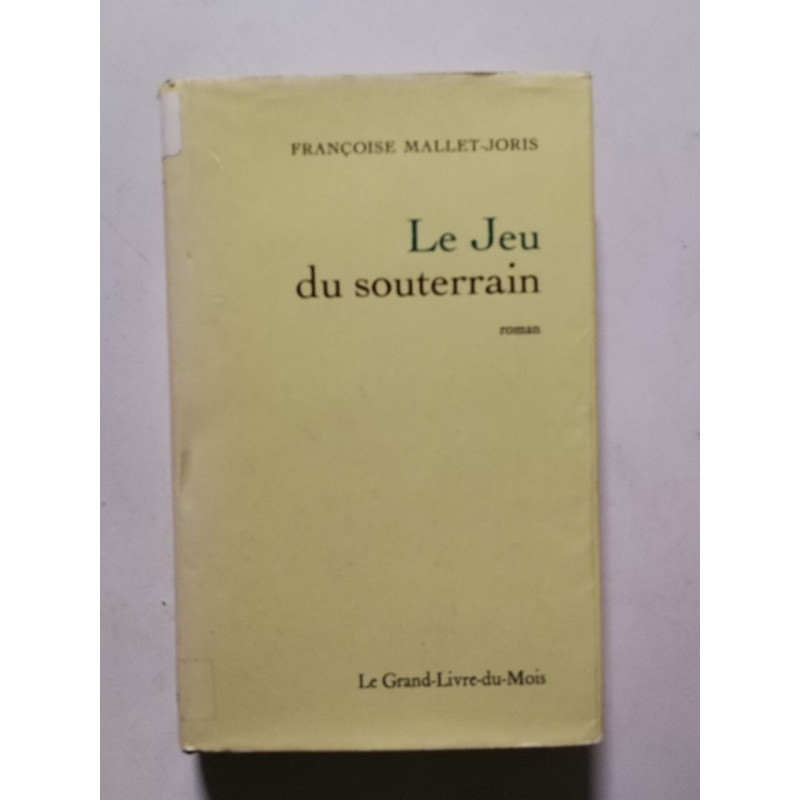 FRANÇOISE MALLET-JORIS
Le Jeu
du souterrain
roman
Le Grand-Livre-du-Mois